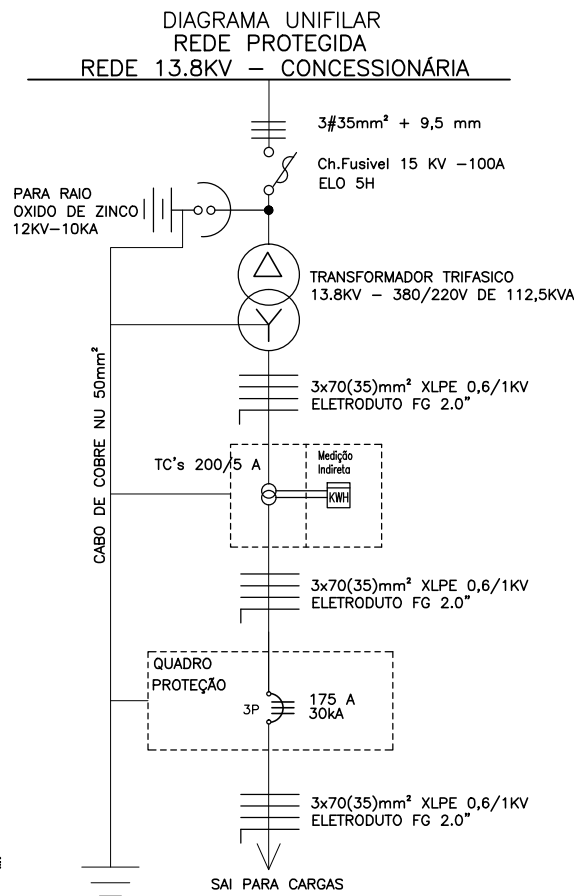 DIAGRAMA UNIFILAR
REDE PROTEGIDA
REDE 13.8KV – CONCESSIONÁRIA
3#35mm² + 9,5 mm
Ch.Fusivel 15 KV –100A
ELO 5H
PARA RAIO
OXIDO DE ZINCO
12KV–10KA
TRANSFORMADOR TRIFASICO
13.8KV – 380/220V DE 112,5KVA
CABO DE COBRE NU 50mm²
3x70(35)mm² XLPE 0,6/1KV
ELETRODUTO FG 2.0"
TC's 200/5 A
Medição
Indireta
KWH
3x70(35)mm² XLPE 0,6/1KV
ELETRODUTO FG 2.0"
QUADRO
PROTEÇÃO
3P
175 A
30kA
3x70(35)mm² XLPE 0,6/1KV
ELETRODUTO FG 2.0"
SAI PARA CARGAS